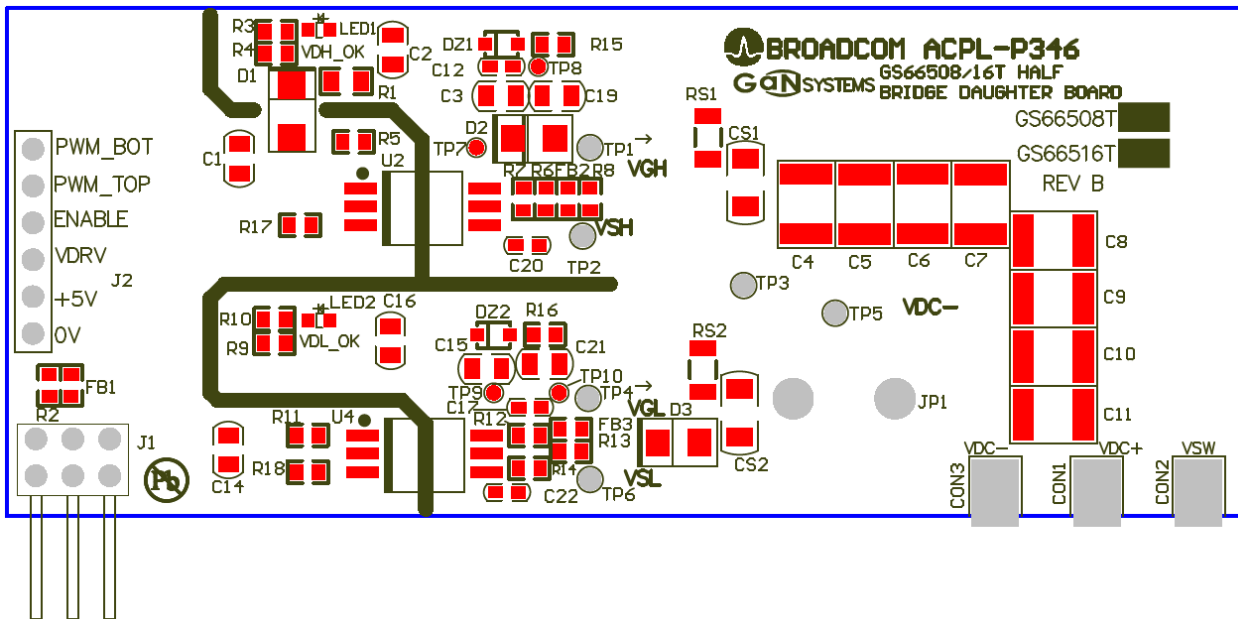 BROADCOM ACPL-P346
GaN SYSTEMS
GS66508/16T HALF
BRIDGE DAUGHTER BOARD
GS66508T
GS66516T
REV B
R3
R4
LED1
VDH_OK
D1
C2
R1
R5
C1
U2
R17
DZ1
R15
C12
TP8
C3
C19
D2
TP7
TP1
VGH
R7
R6
FB2
R8
VSH
C20
TP2
RS1
CS1
C4
C5
C6
C7
C8
C9
C10
C11
TP3
TP5
VDC-
PWM_BOT
PWM_TOP
ENABLE
VDRV
+5V
0V
J2
FB1
R2
J1
Pb
R10
R9
LED2
VDL_OK
C16
DZ2
R16
C15
C21
TP9
TP10
TP4
C17
VGL
R11
U4
R12
FB3
R13
R14
R18
C14
C22
TP6
VSL
D3
RS2
CS2
JP1
VDC-
CON3
VDC+
CON1
VSW
CON2